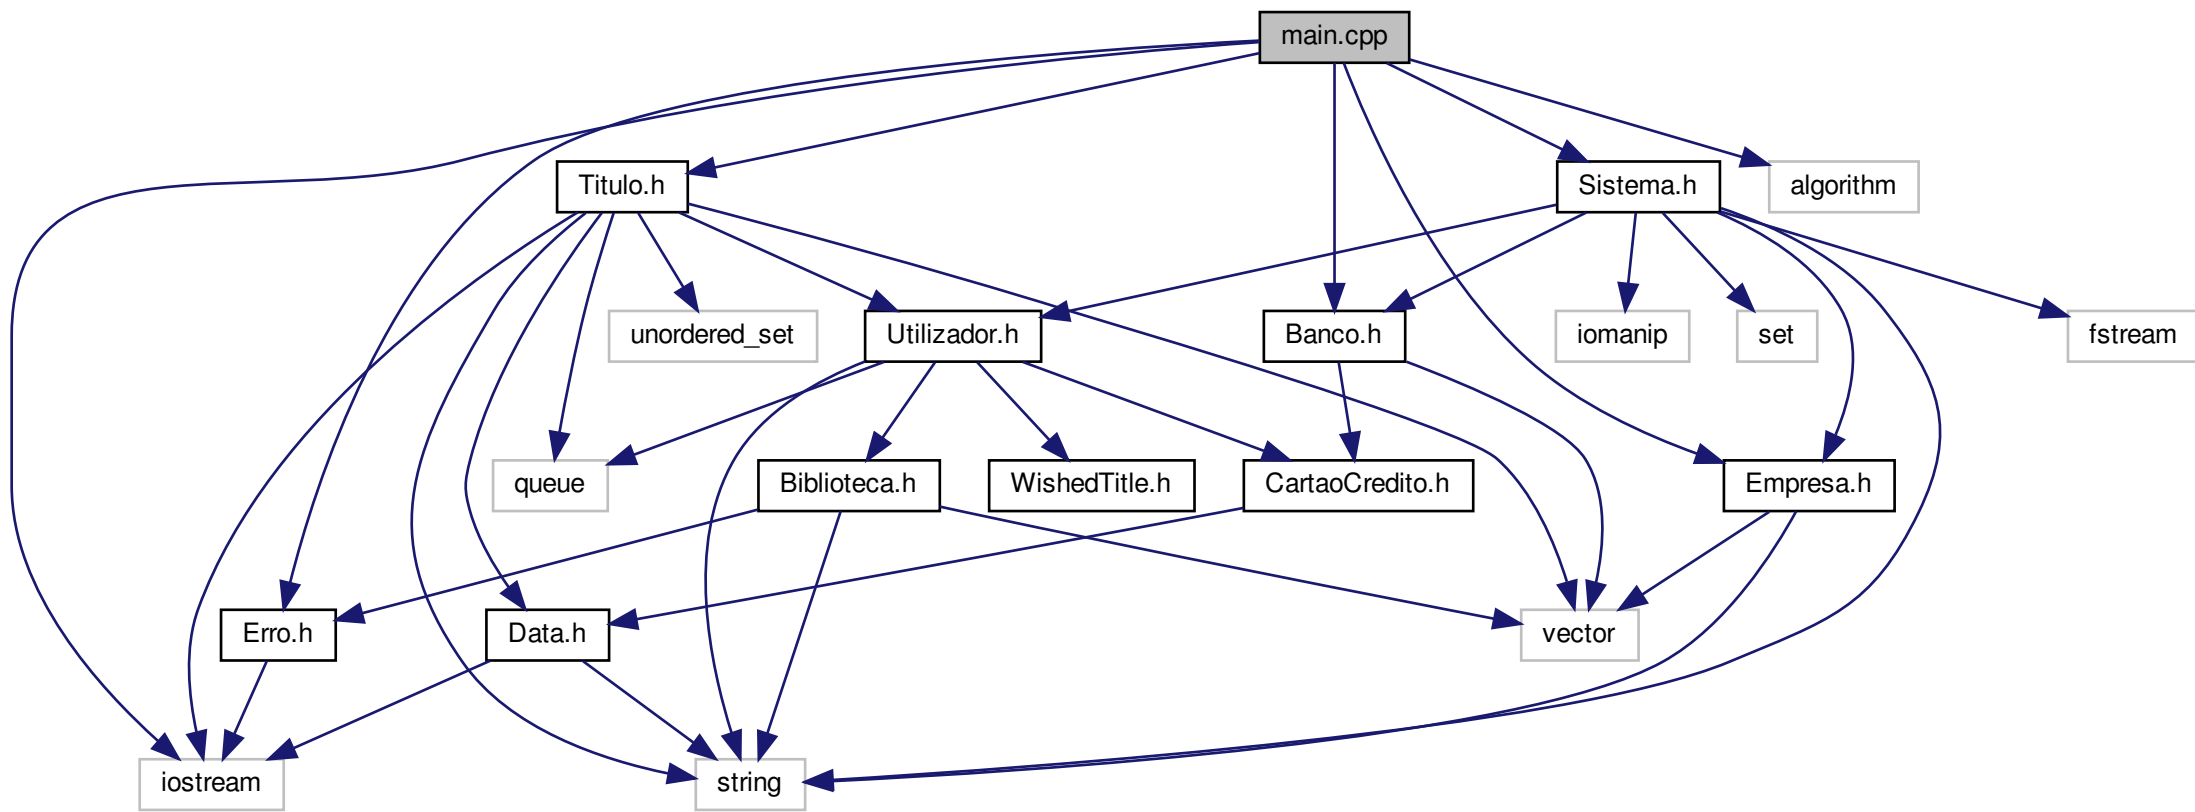 main.cpp
Titulo.h
Sistema.h
algorithm
unordered_set
Utilizador.h
Banco.h
iomanip
set
fstream
queue
Biblioteca.h
WishedTitle.h
CartaoCredito.h
Empresa.h
Erro.h
Data.h
vector
iostream
string